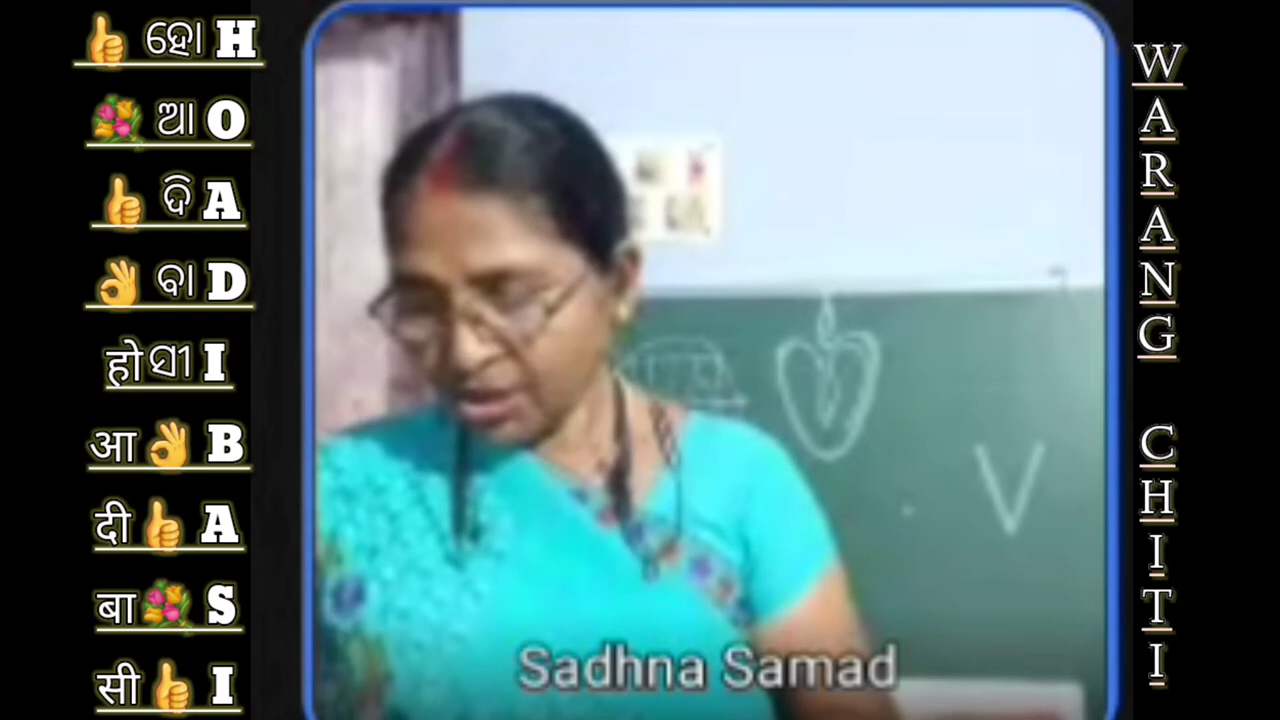 👍 ହୋ H
💐 ଆ O
👍 ଦି A
👌 ବା D
हो ସୀ I
आ 👌 B
दी 👍 A
बा 💐 S
सी 👍 I
V
Sadhna Samad
WARANG CHITI